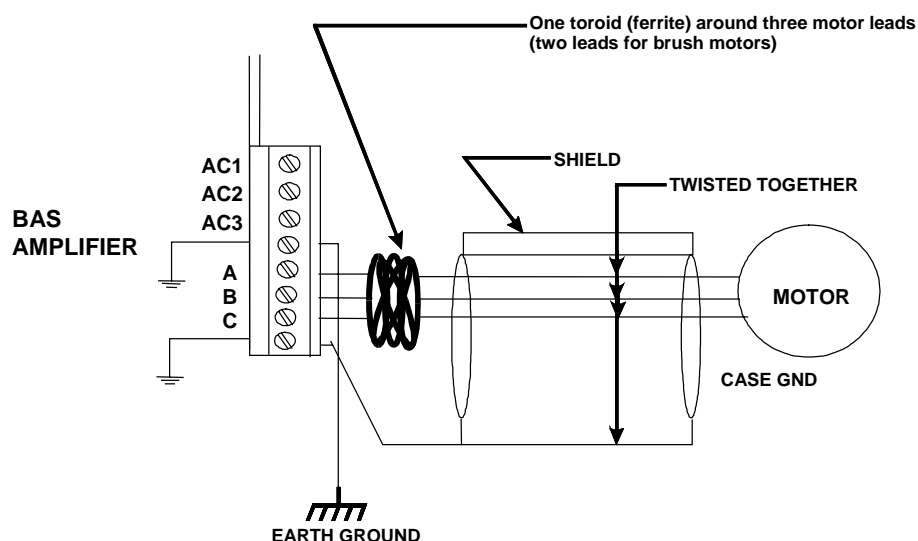 One toroid (ferrite) around three motor leads
(two leads for brush motors)
SHIELD
TWISTED TOGETHER
AC1
AC2
AC3
BAS
AMPLIFIER
A
B
C
MOTOR
CASE GND
EARTH GROUND